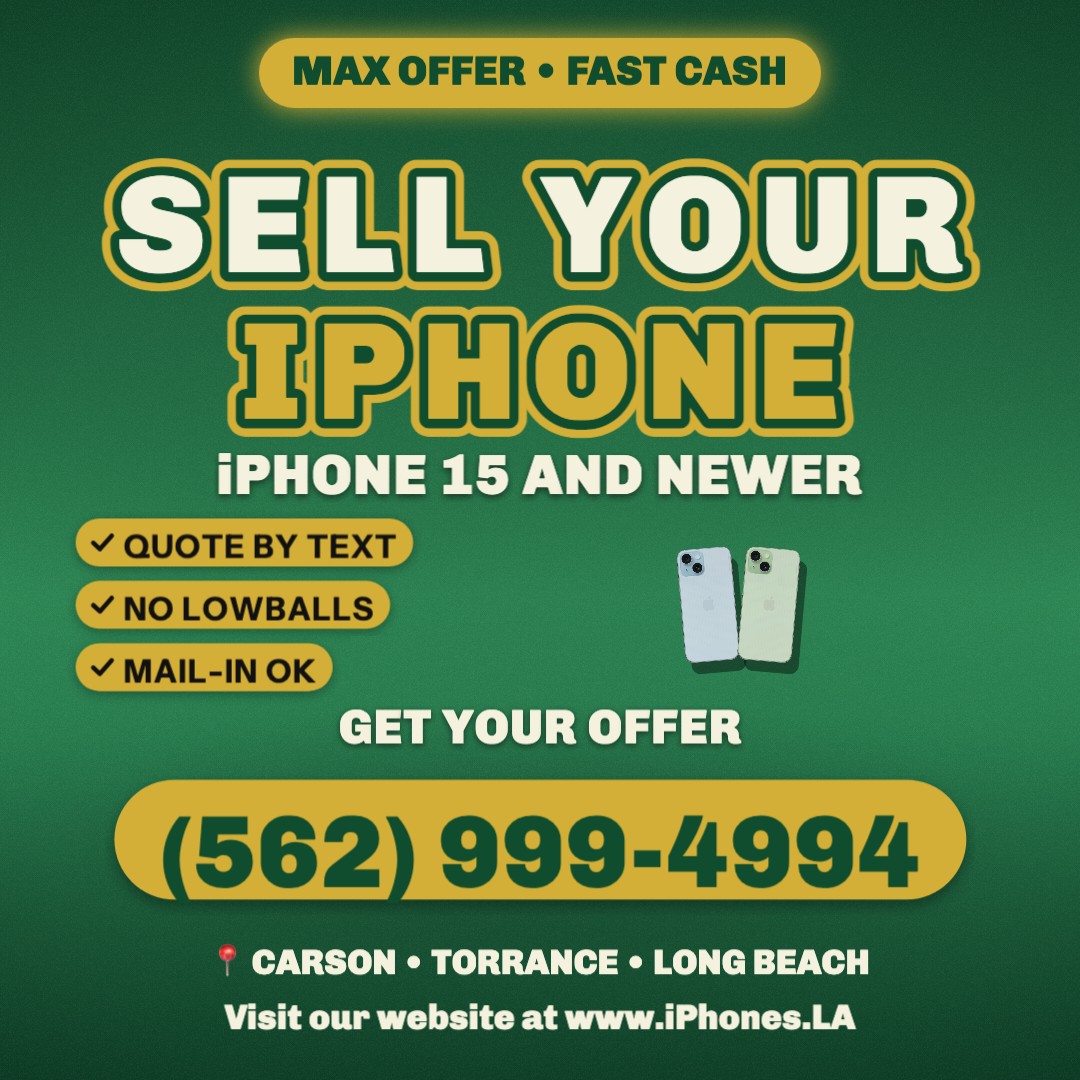 MAX OFFER • FAST CASH
SELL YOUR
IPHONE
iPHONE 15 AND NEWER
✓ QUOTE BY TEXT
✓ NO LOWBALLS
✓ MAIL-IN OK
GET YOUR OFFER
(562) 999-4994
📍 CARSON • TORRANCE • LONG BEACH
Visit our website at www.iPhones.LA